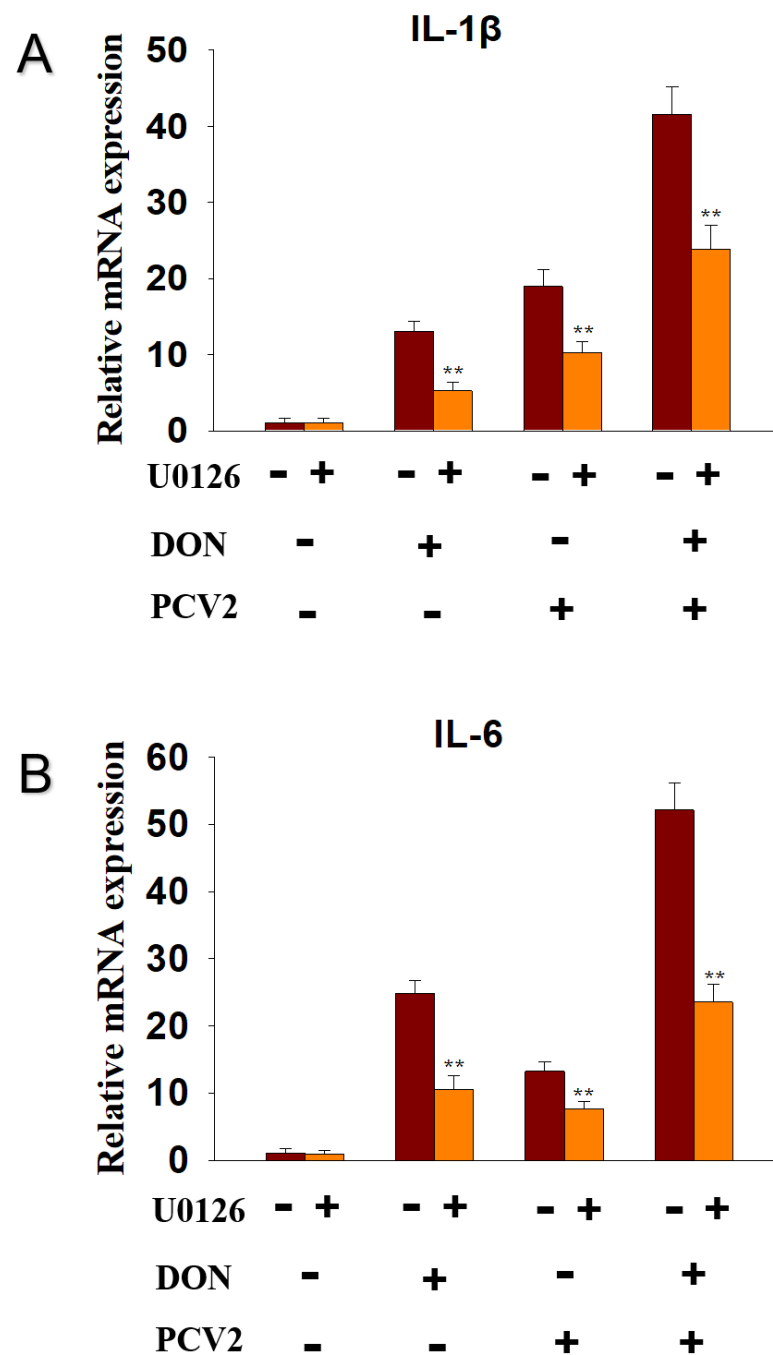 A
IL-1β
Relative mRNA expression
50
40
30
20
10
0
**
**
**
U0126 - + - + - + - +
DON - + - +
PCV2 - - + +
B
IL-6
Relative mRNA expression
60
50
40
30
20
10
0
**
**
**
U0126 - + - + - + - +
DON - + - +
PCV2 - - + +